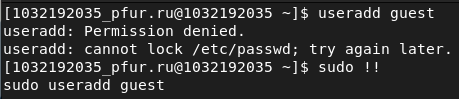 [1032192035_pfur.ru@1032192035 ~]$ useradd guest
useradd: Permission denied.
useradd: cannot lock /etc/passwd; try again later.
[1032192035_pfur.ru@1032192035 ~]$ sudo !!
sudo useradd guest